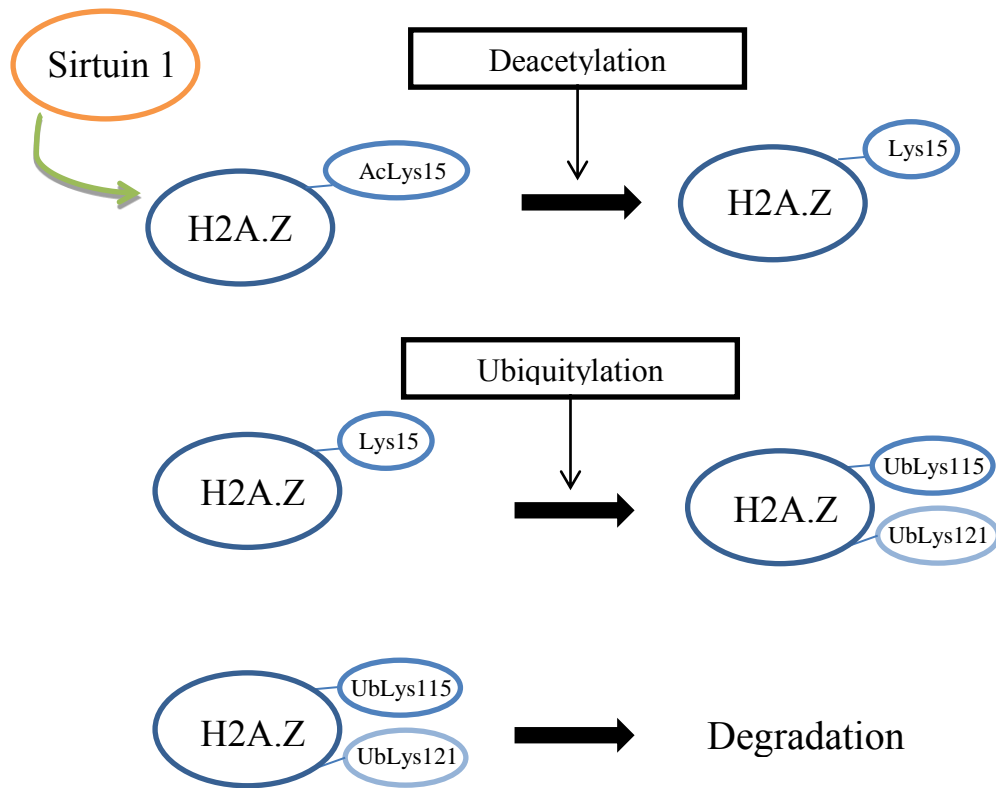 Sirtuin 1
Deacetylation
AcLys15
Lys15
H2A.Z
H2A.Z
Ubiquitylation
Lys15
UbLys115
H2A.Z
H2A.Z
UbLys121
UbLys115
H2A.Z
Degradation
UbLys121